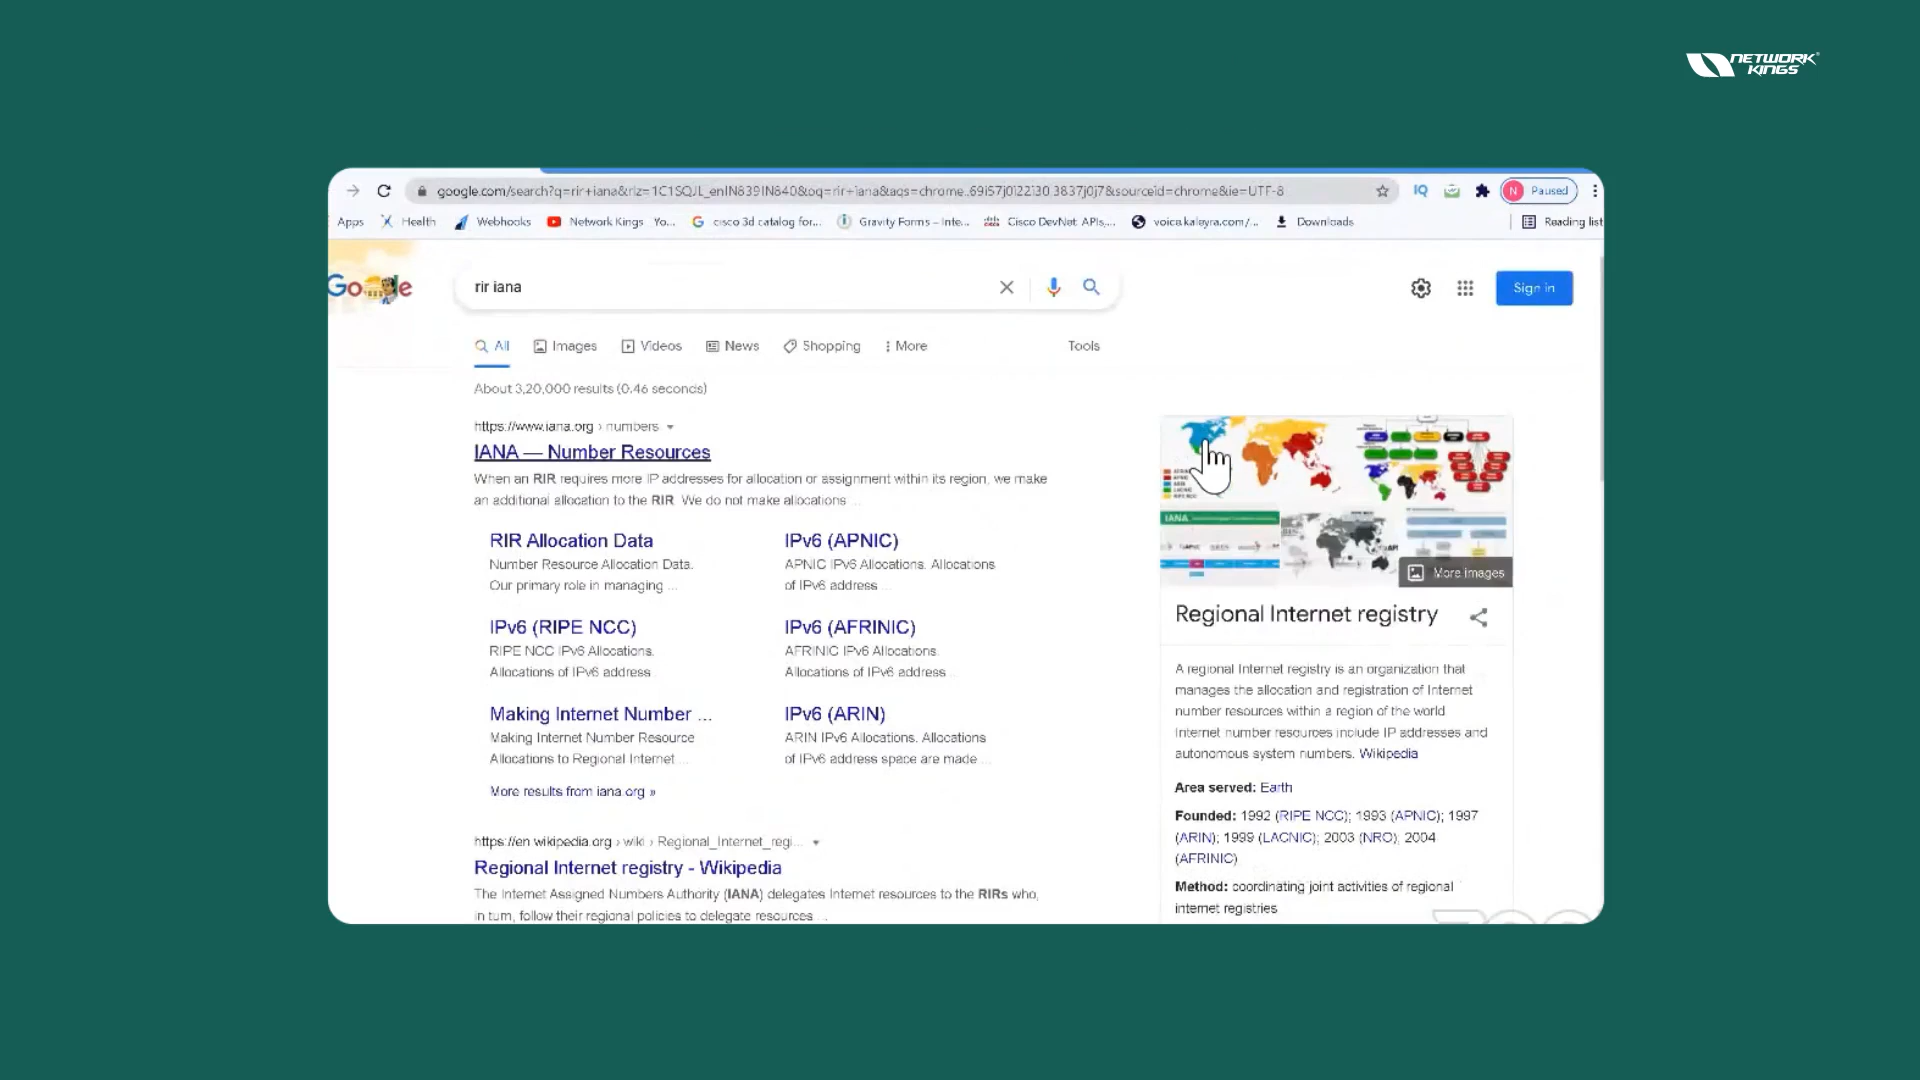 NETWORK
KINGS
google.com/search?q=rir+iana&rlz=1C1SQJL_enIN839IN840&oq=rir+iana&aqs=chrome..69i57j0i22i30.3837j0j7&sourceid=chrome&ie=UTF-8
IQ
N
Paused
Apps
Health
Webhooks
Network Kings - Yo...
cisco 3d catalog for...
Gravity Forms – Inte...
Cisco DevNet: APIs,...
voice.kaleyra.com/...
Downloads
Reading list
rir iana
Sign in
All
Images
Videos
News
Shopping
More
Tools
About 3,20,000 results (0.46 seconds)
https://www.iana.org › numbers
IANA — Number Resources
When an RIR requires more IP addresses for allocation or assignment within its region, we make
an additional allocation to the RIR. We do not make allocations ...
RIR Allocation Data
Number Resource Allocation Data.
Our primary role in managing ...
IPv6 (APNIC)
APNIC IPv6 Allocations. Allocations
of IPv6 address ...
IPv6 (RIPE NCC)
RIPE NCC IPv6 Allocations.
Allocations of IPv6 address ...
IPv6 (AFRINIC)
AFRINIC IPv6 Allocations.
Allocations of IPv6 address ...
Making Internet Number ...
Making Internet Number Resource
Allocations to Regional Internet ...
IPv6 (ARIN)
ARIN IPv6 Allocations. Allocations
of IPv6 address space are made ...
More results from iana.org »
https://en.wikipedia.org › wiki › Regional_Internet_regi...
Regional Internet registry - Wikipedia
The Internet Assigned Numbers Authority (IANA) delegates Internet resources to the RIRs who,
in turn, follow their regional policies to delegate resources ...
IANA
More images
Regional Internet registry
A regional Internet registry is an organization that
manages the allocation and registration of Internet
number resources within a region of the world.
Internet number resources include IP addresses and
autonomous system numbers. Wikipedia
Area served: Earth
Founded: 1992 (RIPE NCC); 1993 (APNIC); 1997
(ARIN); 1999 (LACNIC); 2003 (NRO); 2004
(AFRINIC)
Method: coordinating joint activities of regional
internet registries